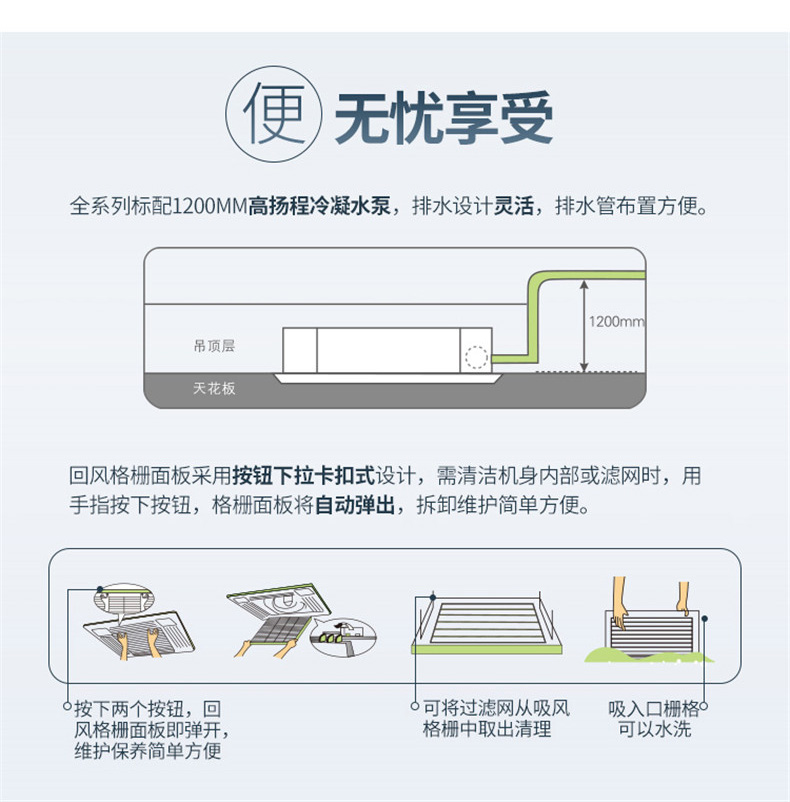 便 无忧享受
全系列标配1200MM高扬程冷凝水泵，排水设计灵活，排水管布置方便。
1200mm
吊顶层
天花板
回风格栅面板采用按钮下拉卡扣式设计，需清洁机身内部或滤网时，用
手指按下按钮，格栅面板将自动弹出，拆卸维护简单方便。
按下两个按钮，回
风格栅面板即弹开，
维护保养简单方便
可将过滤网从吸风
格栅中取出清理
吸入口栅格
可以水洗